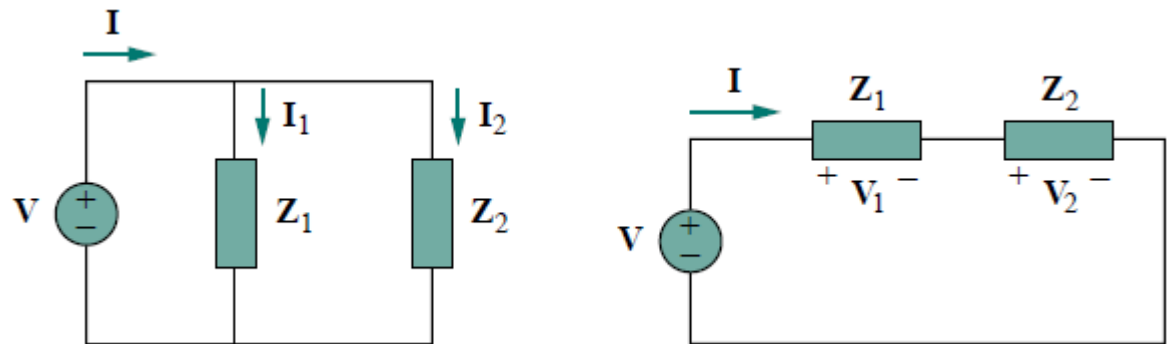 I
I1
I2
V
+
−
Z1
Z2
I
Z1
Z2
+ V1 −
+ V2 −
V
+
−